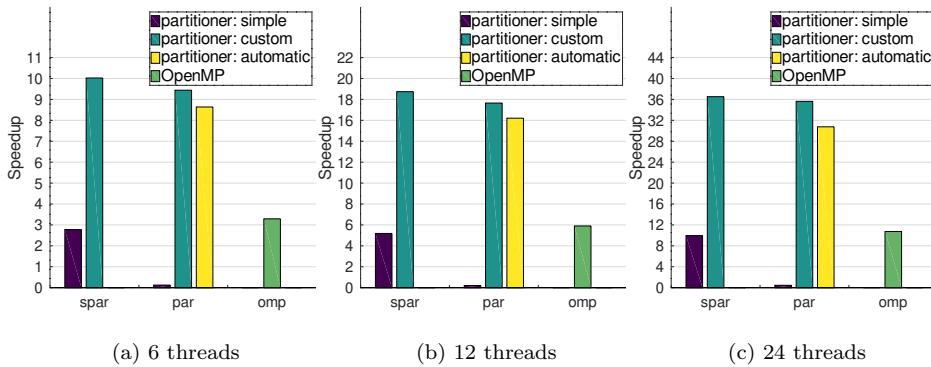 partitioner: simple
partitioner: custom
partitioner: automatic
OpenMP
Speedup
11
10
9
8
7
6
5
4
3
2
1
0
spar par omp
(a) 6 threads
partitioner: simple
partitioner: custom
partitioner: automatic
OpenMP
Speedup
22
20
18
16
14
12
10
8
6
4
2
0
spar par omp
(b) 12 threads
partitioner: simple
partitioner: custom
partitioner: automatic
OpenMP
Speedup
44
40
36
32
28
24
20
16
12
8
4
0
spar par omp
(c) 24 threads